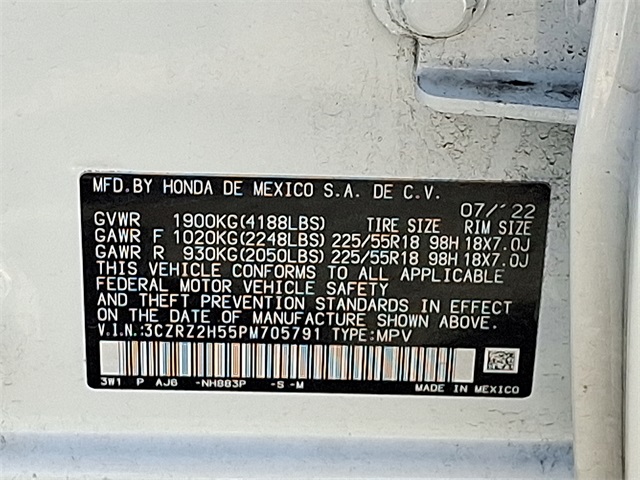 MFD.BY HONDA DE MEXICO S.A. DE C.V.
07/'22
GVWR 1900KG(4188LBS) TIRE SIZE RIM SIZE
GAWR F 1020KG(2248LBS) 225/55R18 98H 18X7.0J
GAWR R 930KG(2050LBS) 225/55R18 98H 18X7.0J
THIS VEHICLE CONFORMS TO ALL APPLICABLE
FEDERAL MOTOR VEHICLE SAFETY
AND THEFT PREVENTION STANDARDS IN EFFECT
ON THE DATE OF MANUFACTURE SHOWN ABOVE.
V.I.N.:3CZRZ2H55PM705791 TYPE:MPV
3W1 P AJ6 -NH883P -S -M
MADE IN MEXICO